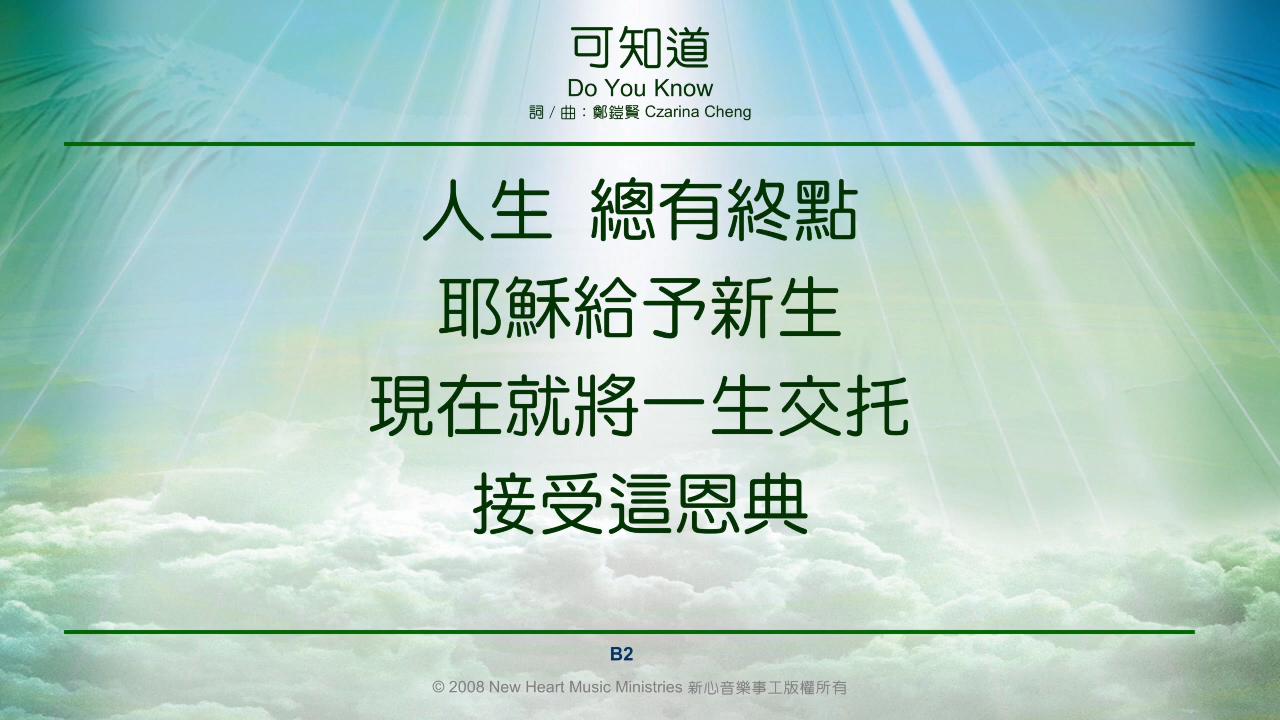 可知道
Do You Know
詞 / 曲：鄭鎧賢 Czarina Cheng
人生 總有終點
耶穌給予新生
現在就將一生交托
接受這恩典
B2
© 2008 New Heart Music Ministries 新心音樂事工版權所有